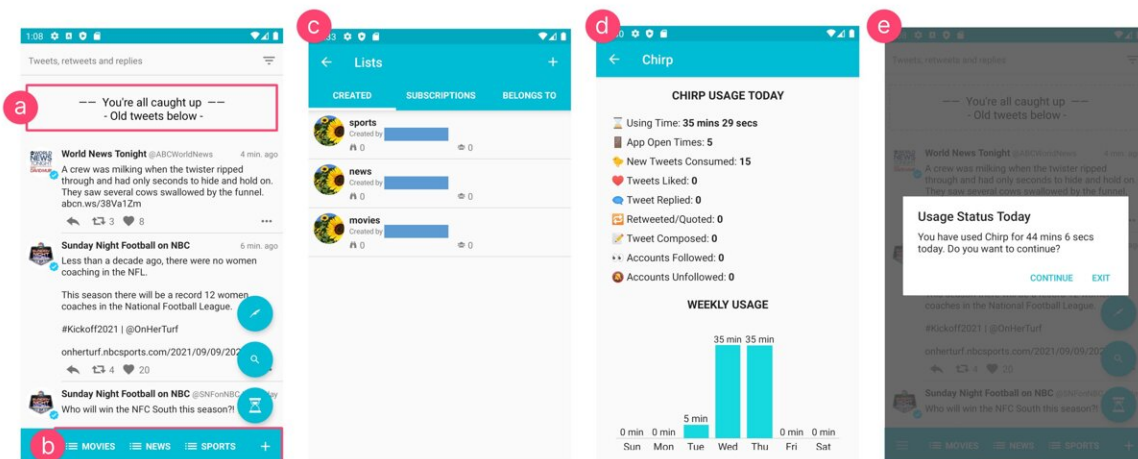 a
1:08
Tweets, retweets and replies
—— You're all caught up ——
- Old tweets below -
World News Tonight @ABCWorldNews 4 min. ago
A crew was milking when the twister ripped
through and had only seconds to hide and hold on.
They saw several cows swallowed by the funnel.
abcn.ws/38Va1Zm
3 8
Sunday Night Football on NBC 6 min. ago
Less than a decade ago, there were no women
coaching in the NFL.
This season there will be a record 12 women
coaches in the National Football League.
#Kickoff2021 | @OnHerTurf
onherturf.nbcsports.com/2021/09/09/202
4 20
Sunday Night Football on NBC @SNFonNBC
Who will win the NFC South this season?!
b
MOVIES NEWS SPORTS +
c
Lists +
CREATED SUBSCRIPTIONS BELONGS TO
sports
Created by
0 0
news
Created by
0 0
movies
Created by
0 0
d
Chirp
CHIRP USAGE TODAY
Using Time: 35 mins 29 secs
App Open Times: 5
New Tweets Consumed: 15
Tweets Liked: 0
Tweet Replied: 0
Retweeted/Quoted: 0
Tweet Composed: 0
Accounts Followed: 0
Accounts Unfollowed: 0
WEEKLY USAGE
35 min 35 min
5 min
0 min 0 min 0 min 0 min
Sun Mon Tue Wed Thu Fri Sat
e
Tweets, retweets and replies
—— You're all caught up ——
- Old tweets below -
World News Tonight @ABCWorldNews 4 min. ago
A crew was milking when the twister ripped
through and had only seconds to hide and hold on.
They saw several cows swallowed by the funnel.
Usage Status Today
You have used Chirp for 44 mins 6 secs
today. Do you want to continue?
CONTINUE EXIT
coaches in the National Football League.
#Kickoff2021 | @OnHerTurf
onherturf.nbcsports.com/2021/09/09/202
4 20
Sunday Night Football on NBC @SNFonNBC
Who will win the NFC South this season?!
MOVIES NEWS SPORTS +